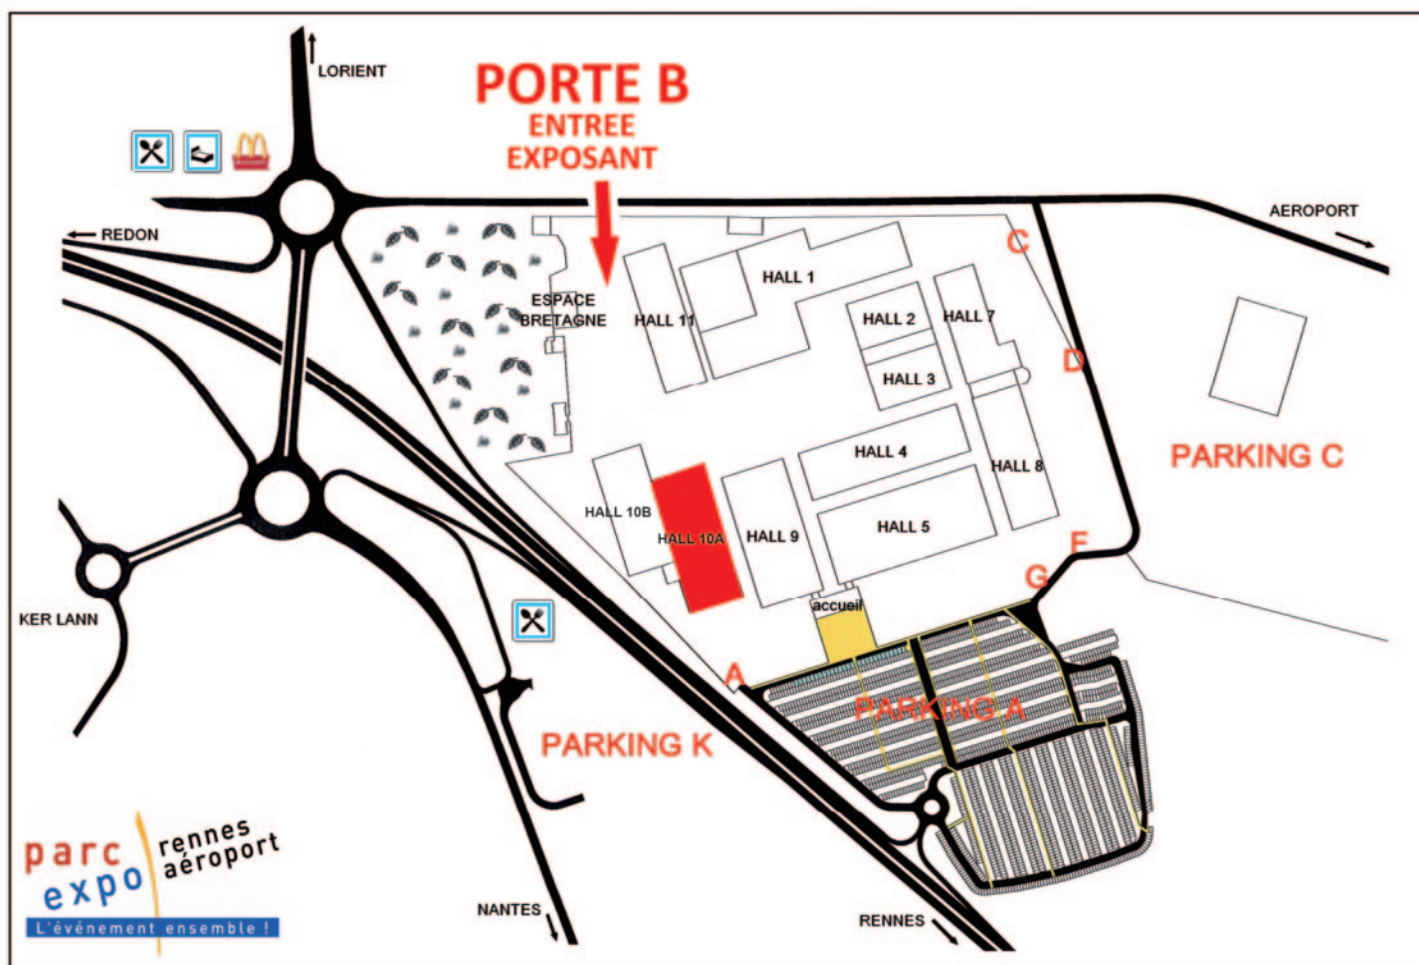 LORIENT
PORTE B
ENTREE
EXPOSANT
REDON
AEROPORT
C
HALL 1
ESPACE
BRETAGNE
HALL 11
HALL 2
HALL 7
D
HALL 3
HALL 4
PARKING C
HALL 8
HALL 10B
HALL 10A
HALL 9
HALL 5
F
G
accueil
KER LANN
A
PARKING A
PARKING K
parc
expo
rennes
aéroport
L'événement ensemble !
NANTES
RENNES